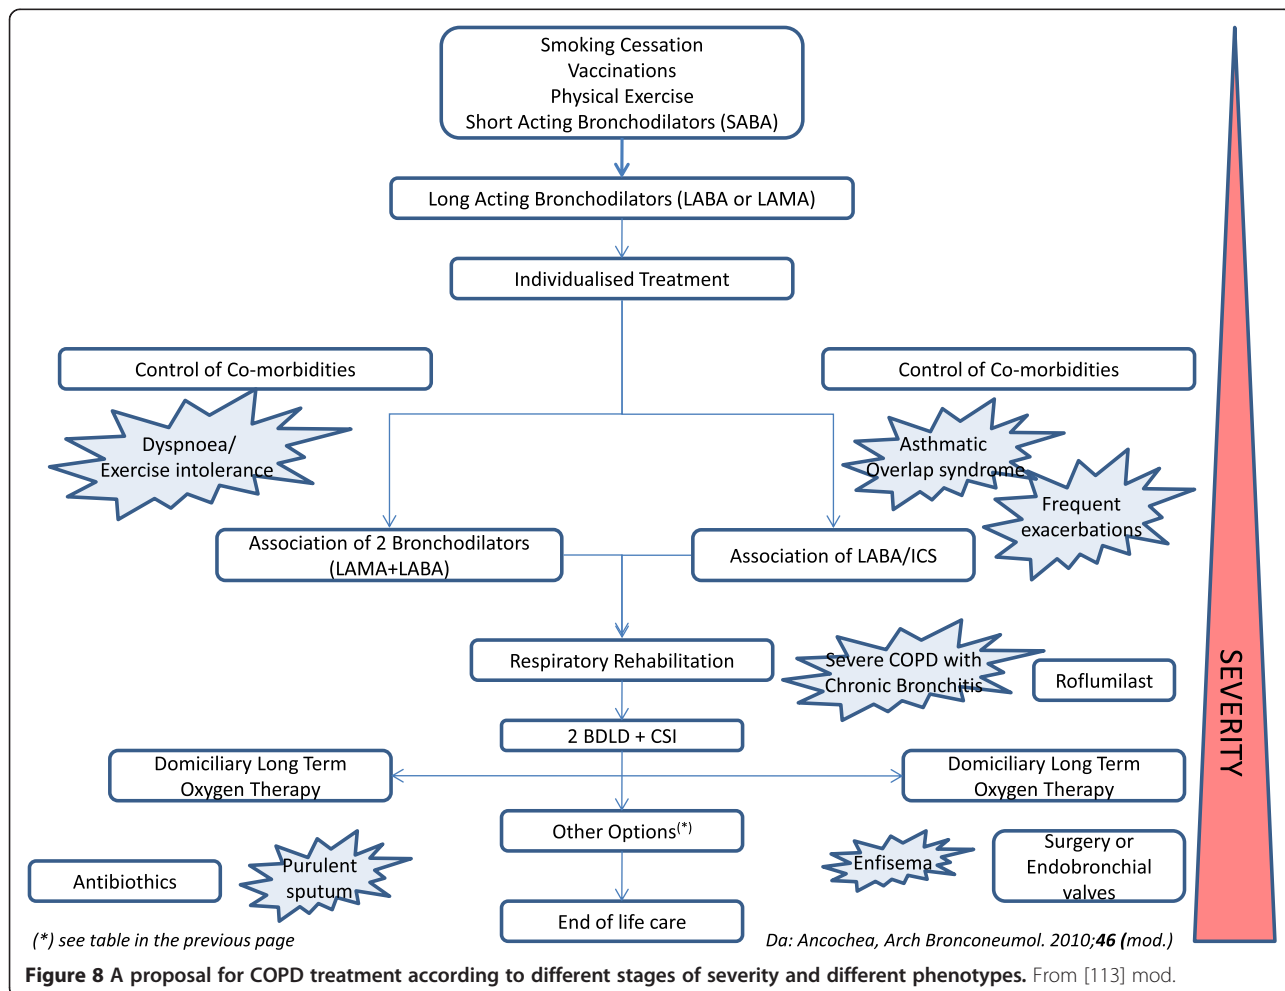 Smoking Cessation
Vaccinations
Physical Exercise
Short Acting Bronchodilators (SABA)
Long Acting Bronchodilators (LABA or LAMA)
Individualised Treatment
Control of Co-morbidities
Control of Co-morbidities
Dyspnoea/
Exercise intolerance
Asthmatic
Overlap syndrome
Frequent
exacerbations
Association of 2 Bronchodilators
(LAMA+LABA)
Association of LABA/ICS
Respiratory Rehabilitation
Severe COPD with
Chronic Bronchitis
Roflumilast
SEVERITY
2 BDLD + CSI
Domiciliary Long Term
Oxygen Therapy
Domiciliary Long Term
Oxygen Therapy
Other Options(*)
Antibiothics
Purulent
sputum
Enfisema
Surgery or
Endobronchial
valves
End of life care
(*) see table in the previous page
Da: Ancochea, Arch Bronconeumol. 2010;46 (mod.)
Figure 8 A proposal for COPD treatment according to different stages of severity and different phenotypes. From [113] mod.